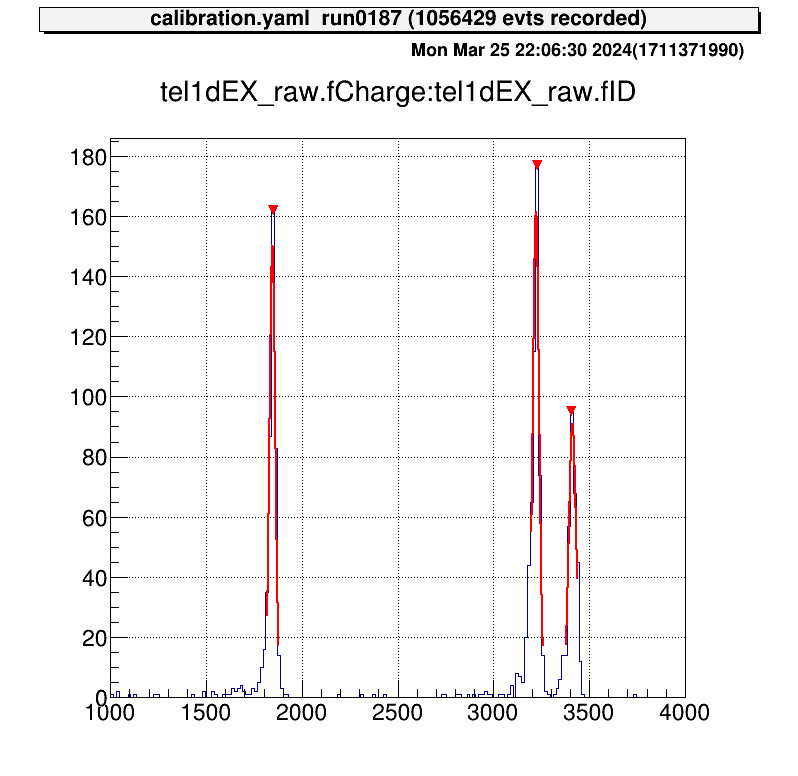 calibration.yaml run0187 (1056429 evts recorded)
Mon Mar 25 22:06:30 2024(1711371990)
tel1dEX_raw.fCharge:tel1dEX_raw.fID
180
160
140
120
100
80
60
40
20
0
1000 1500 2000 2500 3000 3500 4000